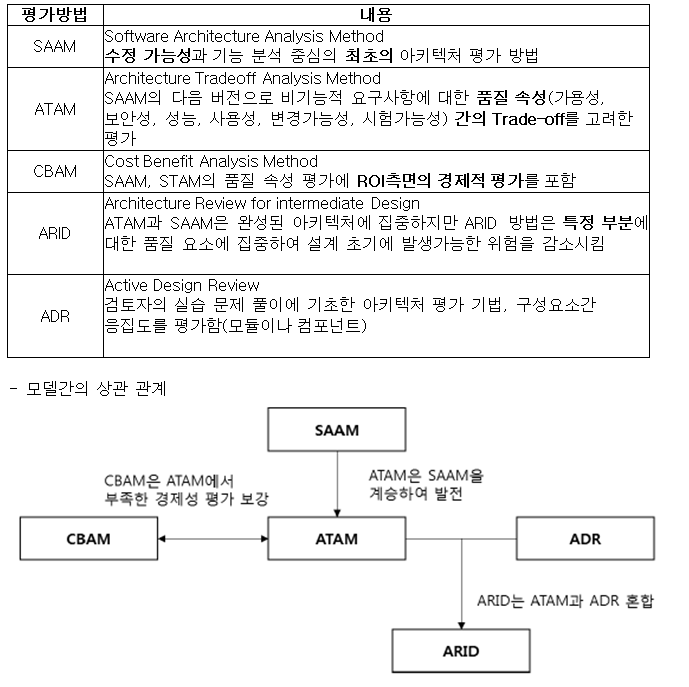 평가방법 내용
SAAM
Software Architecture Analysis Method
수정 가능성과 기능 분석 중심의 최초의 아키텍처 평가 방법
ATAM
Architecture Tradeoff Analysis Method
SAAM의 다음 버전으로 비기능적 요구사항에 대한 품질 속성(가용성,
보안성, 성능, 사용성, 변경가능성, 시험가능성) 간의 Trade-off를 고려한
평가
CBAM
Cost Benefit Analysis Method
SAAM, STAM의 품질 속성 평가에 ROI측면의 경제적 평가를 포함
ARID
Architecture Review for intermediate Design
ATAM과 SAAM은 완성된 아키텍처에 집중하지만 ARID 방법은 특정 부분에
대한 품질 요소에 집중하여 설계 초기에 발생가능한 위험을 감소시킴
ADR
Active Design Review
검토자의 실습 문제 풀이에 기초한 아키텍처 평가 기법, 구성요소간
응집도를 평가함(모듈이나 컴포넌트)
- 모델간의 상관 관계
SAAM
CBAM은 ATAM에서
부족한 경제성 평가 보강
ATAM은 SAAM을
계승하여 발전
CBAM
ATAM
ADR
ARID는 ATAM과 ADR 혼합
ARID